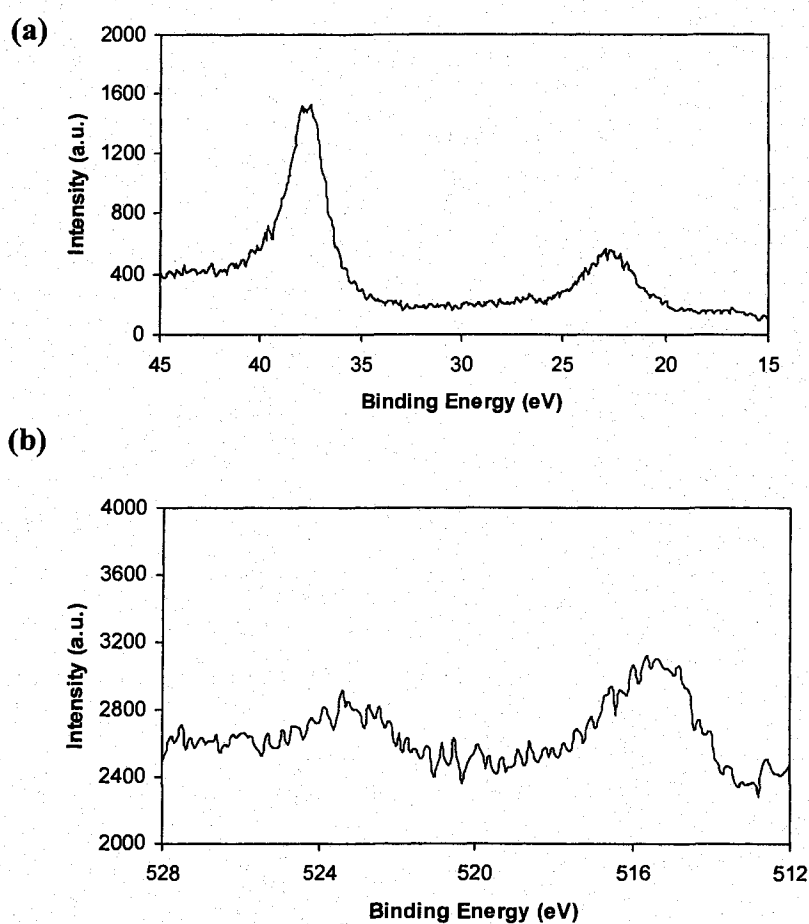 (a)
2000
1600
1200
800
400
0
Intensity (a.u.)
45 40 35 30 25 20 15
Binding Energy (eV)
(b)
4000
3600
3200
2800
2400
2000
Intensity (a.u.)
528 524 520 516 512
Binding Energy (eV)